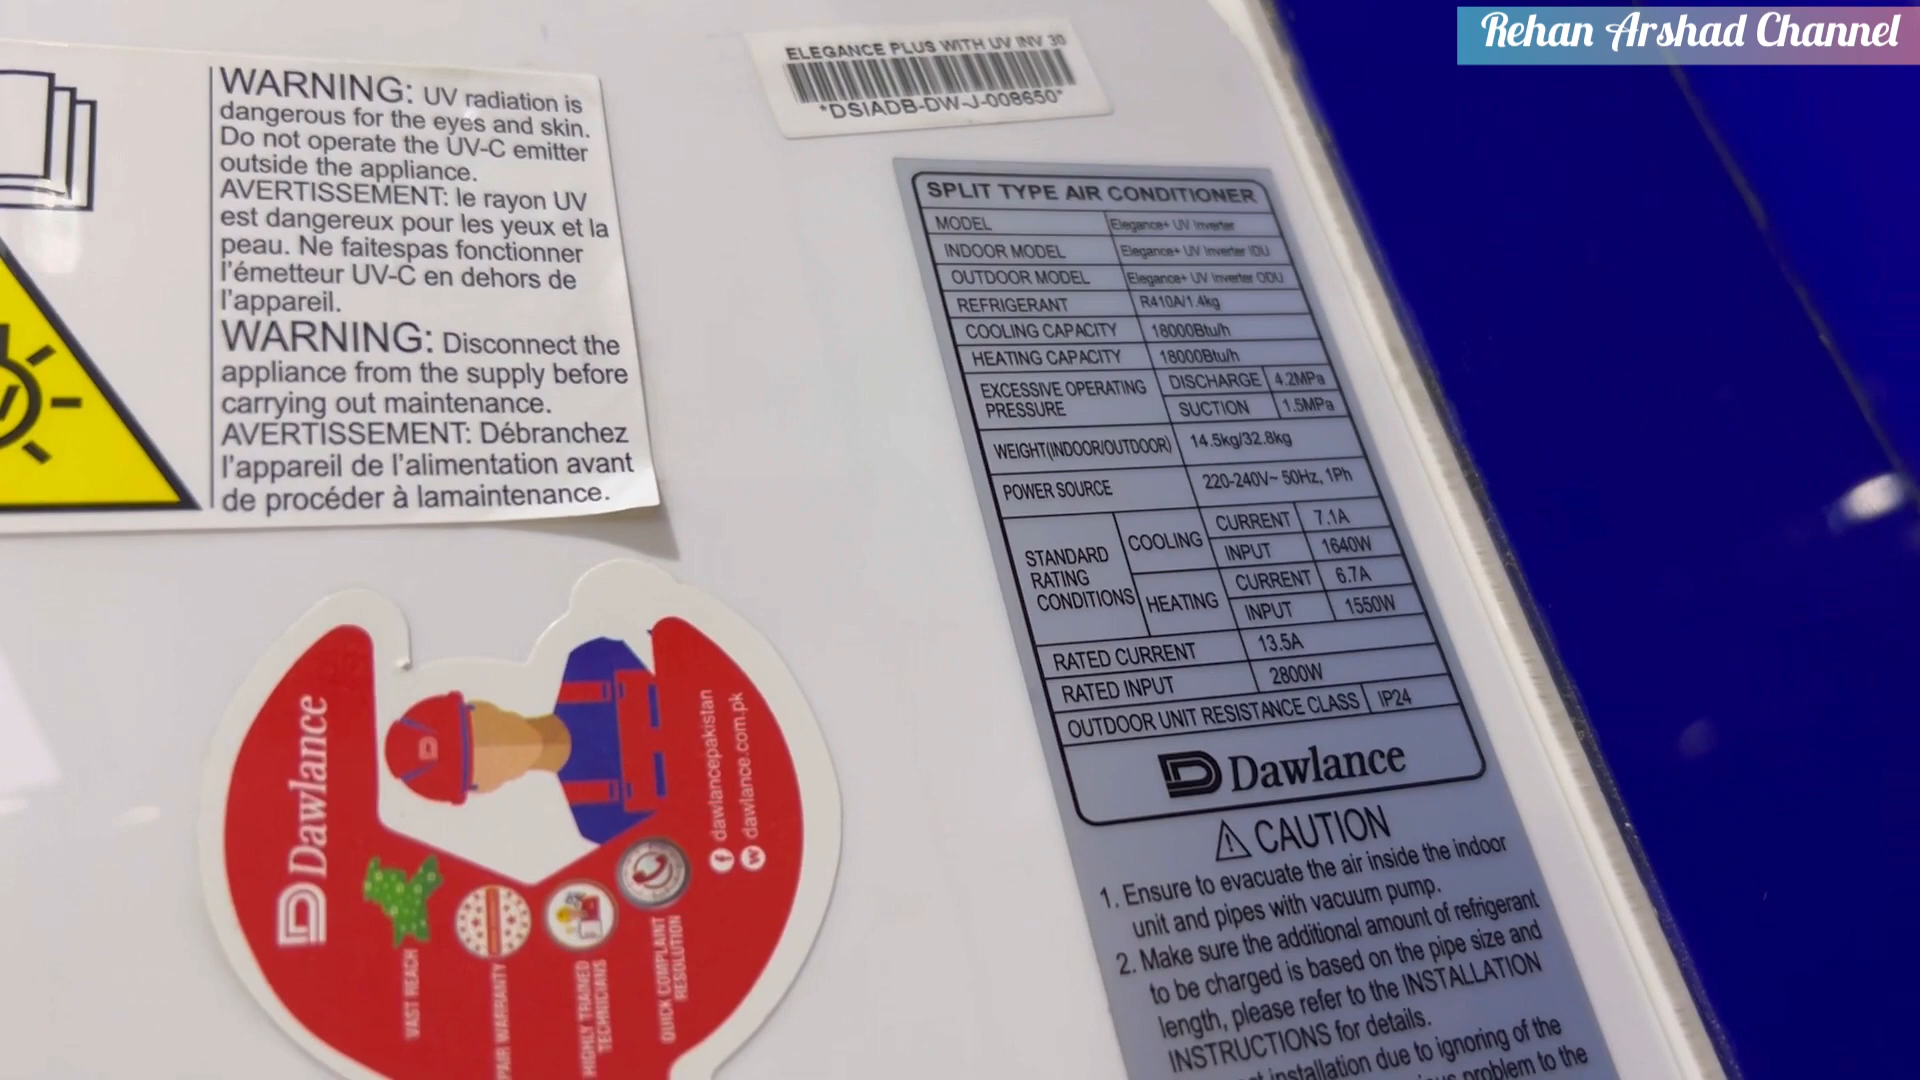 Rehan Arshad Channel
WARNING: UV radiation is
dangerous for the eyes and skin.
Do not operate the UV-C emitter
outside the appliance.
AVERTISSEMENT: le rayon UV
est dangereux pour les yeux et la
peau. Ne faitespas fonctionner
l'émetteur UV-C en dehors de
l'appareil.
WARNING: Disconnect the
appliance from the supply before
carrying out maintenance.
AVERTISSEMENT: Débranchez
l'appareil de l'alimentation avant
de procéder à lamaintenance.
ELEGANCE PLUS WITH UV INV 30
*DSIADB-DW-J-008650*
SPLIT TYPE AIR CONDITIONER
MODEL Elegance+ UV Inverter
INDOOR MODEL Elegance+ UV Inverter IDU
OUTDOOR MODEL Elegance+ UV Inverter ODU
REFRIGERANT R410A/1.4kg
COOLING CAPACITY 18000Btu/h
HEATING CAPACITY 18000Btu/h
EXCESSIVE OPERATING PRESSURE DISCHARGE 4.2MPa
SUCTION 1.5MPa
WEIGHT(INDOOR/OUTDOOR) 14.5kg/32.8kg
POWER SOURCE 220-240V~ 50Hz, 1Ph
STANDARD RATING CONDITIONS COOLING CURRENT 7.1A
INPUT 1640W
HEATING CURRENT 6.7A
INPUT 1550W
RATED CURRENT 13.5A
RATED INPUT 2800W
OUTDOOR UNIT RESISTANCE CLASS IP24
Dawlance
CAUTION
1. Ensure to evacuate the air inside the indoor
unit and pipes with vacuum pump.
2. Make sure the additional amount of refrigerant
to be charged is based on the pipe size and
length, please refer to the INSTALLATION
INSTRUCTIONS for details.
installation due to ignoring of the
problem to the
Dawlance
VAST REACH
WARRANTY
HIGHLY TRAINED
TECHNICIANS
QUICK COMPLAINT
RESOLUTION
dawlancepakistan
dawlance.com.pk